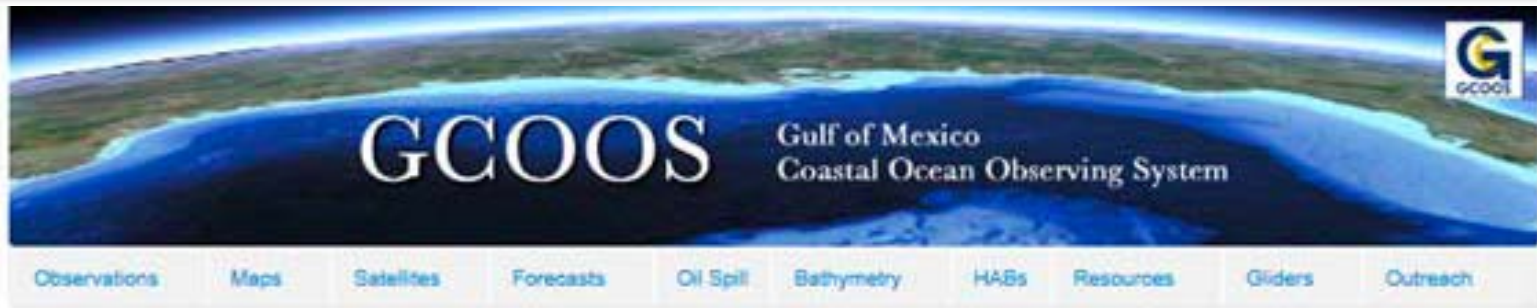 GCOOS
GCOOS
Gulf of Mexico
Coastal Ocean Observing System
Observations Maps Satellites Forecasts Oil Spill Bathymetry HABs Resources Gliders Outreach